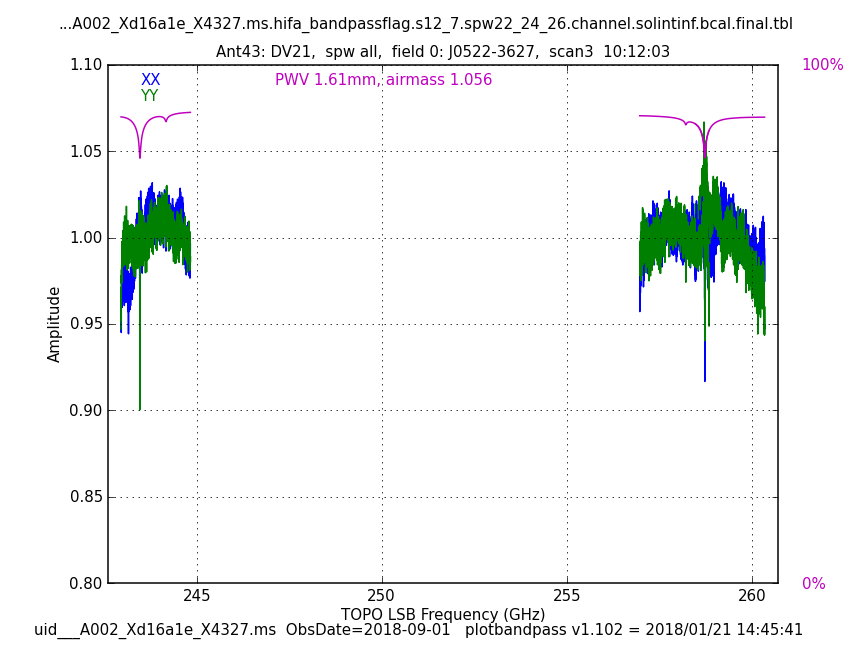 ...A002_Xd16a1e_X4327.ms.hifa_bandpassflag.s12_7.spw22_24_26.channel.solintinf.bcal.final.tbl
Ant43: DV21,  spw all,  field 0: J0522-3627,  scan3  10:12:03
1.10
XX
PWV 1.61mm, airmass 1.056
100%
YY
1.05
1.00
0.95
Amplitude
0.90
0.85
0.80
0%
245
250
255
260
TOPO LSB Frequency (GHz)
uid___A002_Xd16a1e_X4327.ms  ObsDate=2018-09-01   plotbandpass v1.102 = 2018/01/21 14:45:41